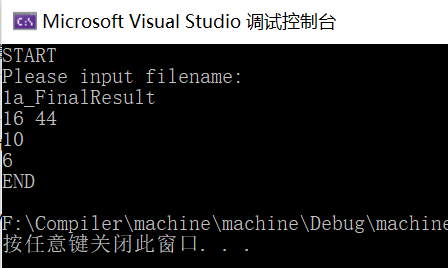 Microsoft Visual Studio 调试控制台
START
Please input filename:
1a_FinalResult
16 44
10
6
END
F:\Compiler\machine\machine\Debug\machine
按任意键关闭此窗口. . .